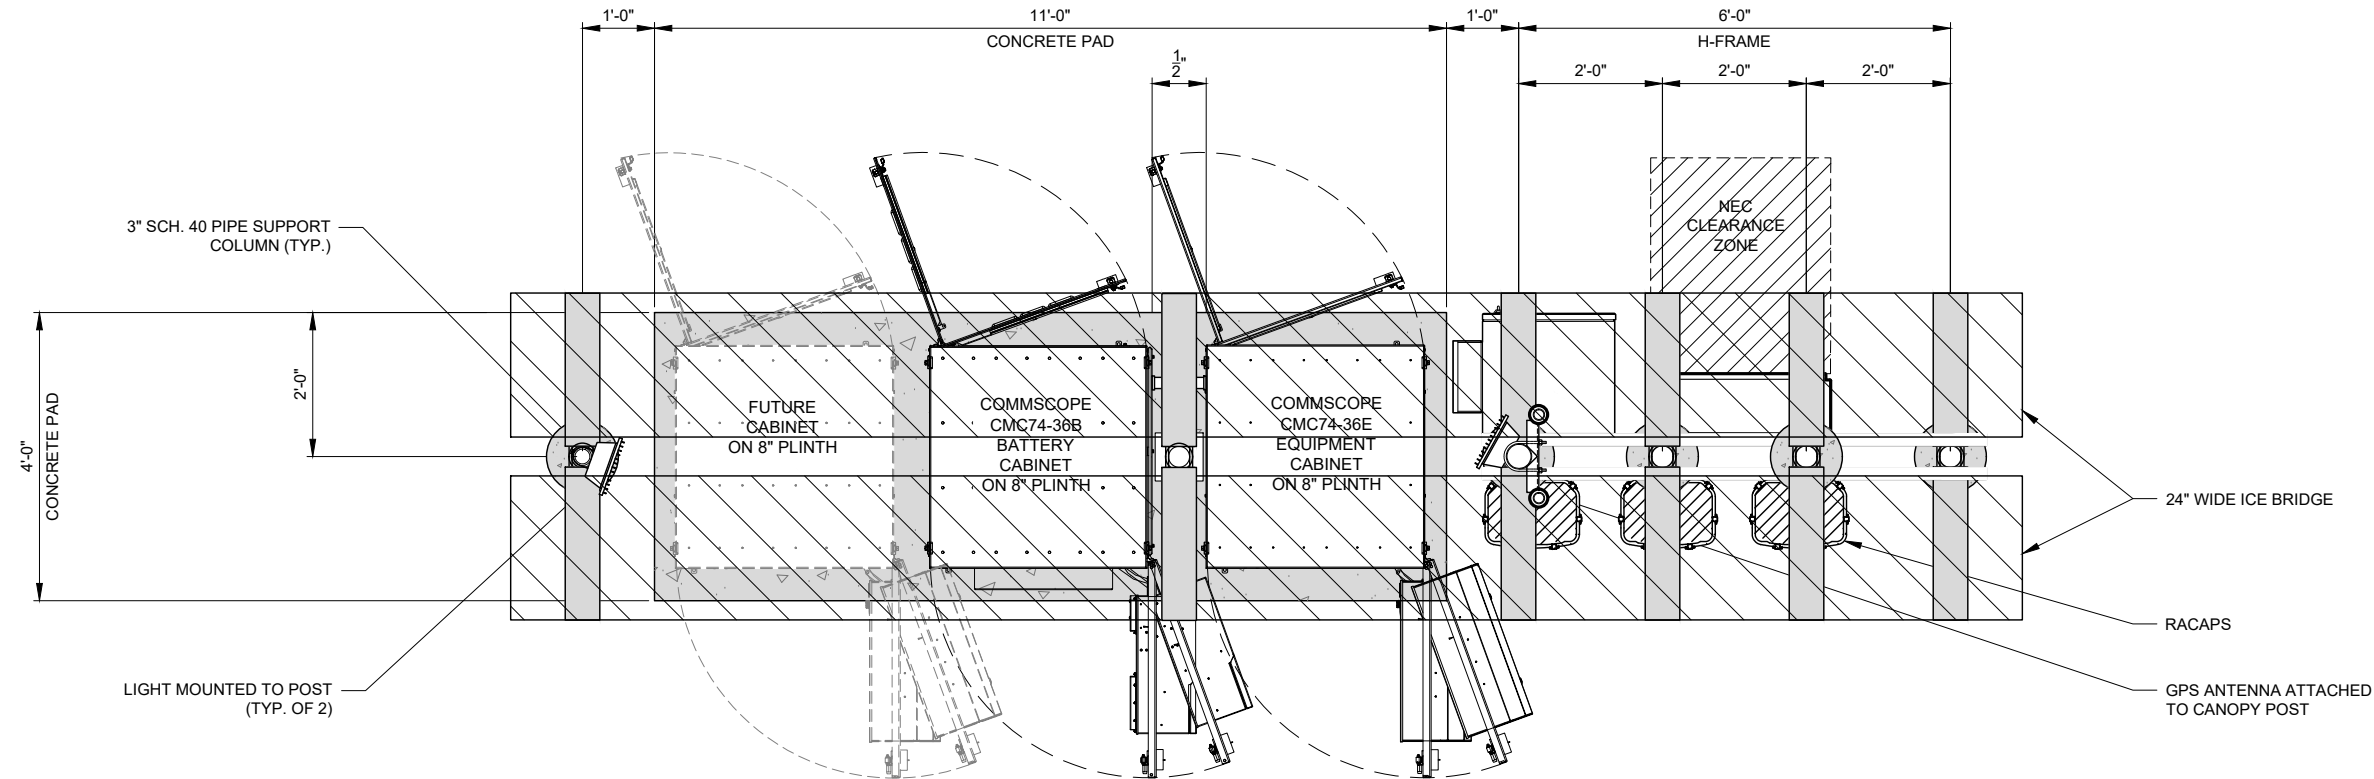 1'-0"
11'-0"
1'-0"
6'-0"
CONCRETE PAD
H-FRAME
1/2"
2'-0"
2'-0"
2'-0"
NEC
CLEARANCE
ZONE
3" SCH. 40 PIPE SUPPORT
COLUMN (TYP.)
2'-0"
4'-0"
CONCRETE PAD
FUTURE
CABINET
ON 8" PLINTH
COMMSCOPE
CMC74-36B
BATTERY
CABINET
ON 8" PLINTH
COMMSCOPE
CMC74-36E
EQUIPMENT
CABINET
ON 8" PLINTH
24" WIDE ICE BRIDGE
RACAPS
LIGHT MOUNTED TO POST
(TYP. OF 2)
GPS ANTENNA ATTACHED
TO CANOPY POST